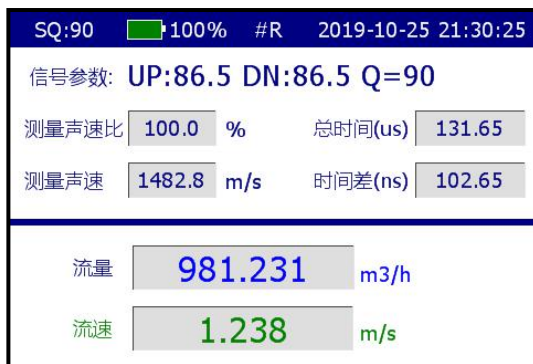 SQ:90 100% #R 2019-10-25 21:30:25
信号参数: UP:86.5 DN:86.5 Q=90
测量声速比 100.0 % 总时间(us) 131.65
测量声速 1482.8 m/s 时间差(ns) 102.65
流量 981.231 m3/h
流速 1.238 m/s